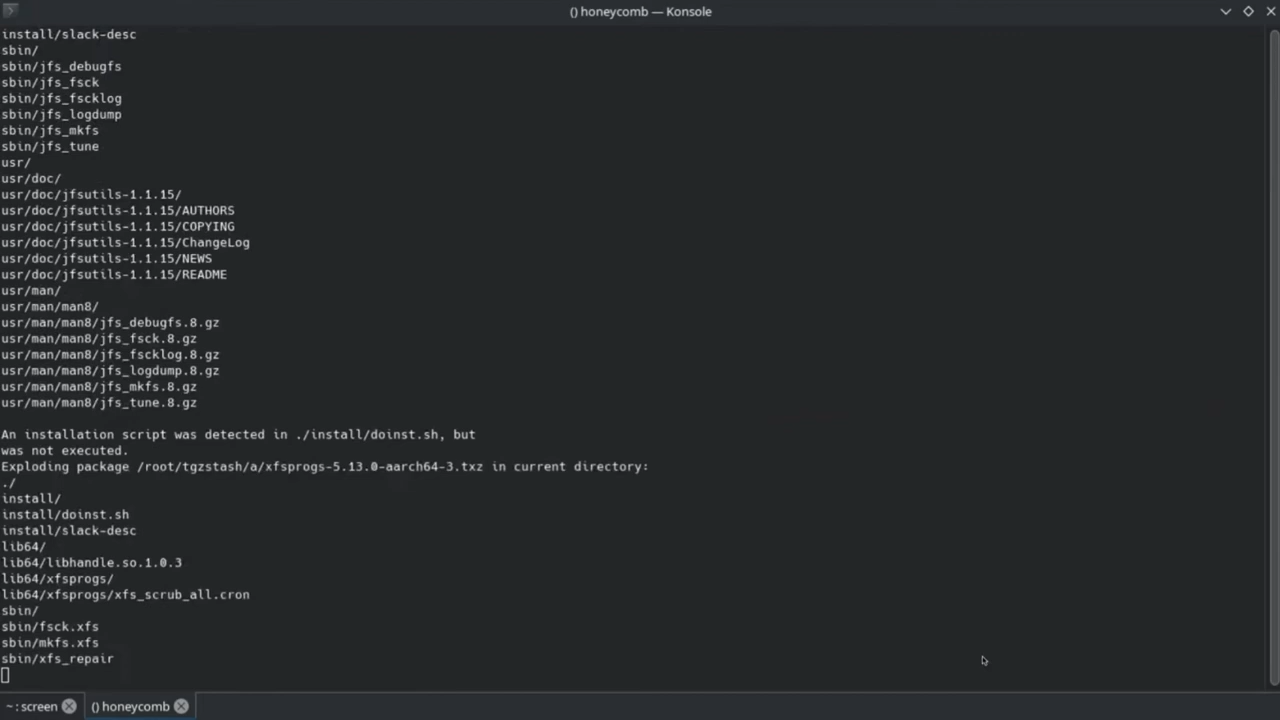 () honeycomb — Konsole
install/slack-desc
sbin/
sbin/jfs_debugfs
sbin/jfs_fsck
sbin/jfs_fscklog
sbin/jfs_logdump
sbin/jfs_mkfs
sbin/jfs_tune
usr/
usr/doc/
usr/doc/jfsutils-1.1.15/
usr/doc/jfsutils-1.1.15/AUTHORS
usr/doc/jfsutils-1.1.15/COPYING
usr/doc/jfsutils-1.1.15/ChangeLog
usr/doc/jfsutils-1.1.15/NEWS
usr/doc/jfsutils-1.1.15/README
usr/man/
usr/man/man8/
usr/man/man8/jfs_debugfs.8.gz
usr/man/man8/jfs_fsck.8.gz
usr/man/man8/jfs_fscklog.8.gz
usr/man/man8/jfs_logdump.8.gz
usr/man/man8/jfs_mkfs.8.gz
usr/man/man8/jfs_tune.8.gz
An installation script was detected in ./install/doinst.sh, but
was not executed.
Exploding package /root/tgzstash/a/xfsprogs-5.13.0-aarch64-3.txz in current directory:
./
install/
install/doinst.sh
install/slack-desc
lib64/
lib64/libhandle.so.1.0.3
lib64/xfsprogs/
lib64/xfsprogs/xfs_scrub_all.cron
sbin/
sbin/fsck.xfs
sbin/mkfs.xfs
sbin/xfs_repair
~ : screen
() honeycomb